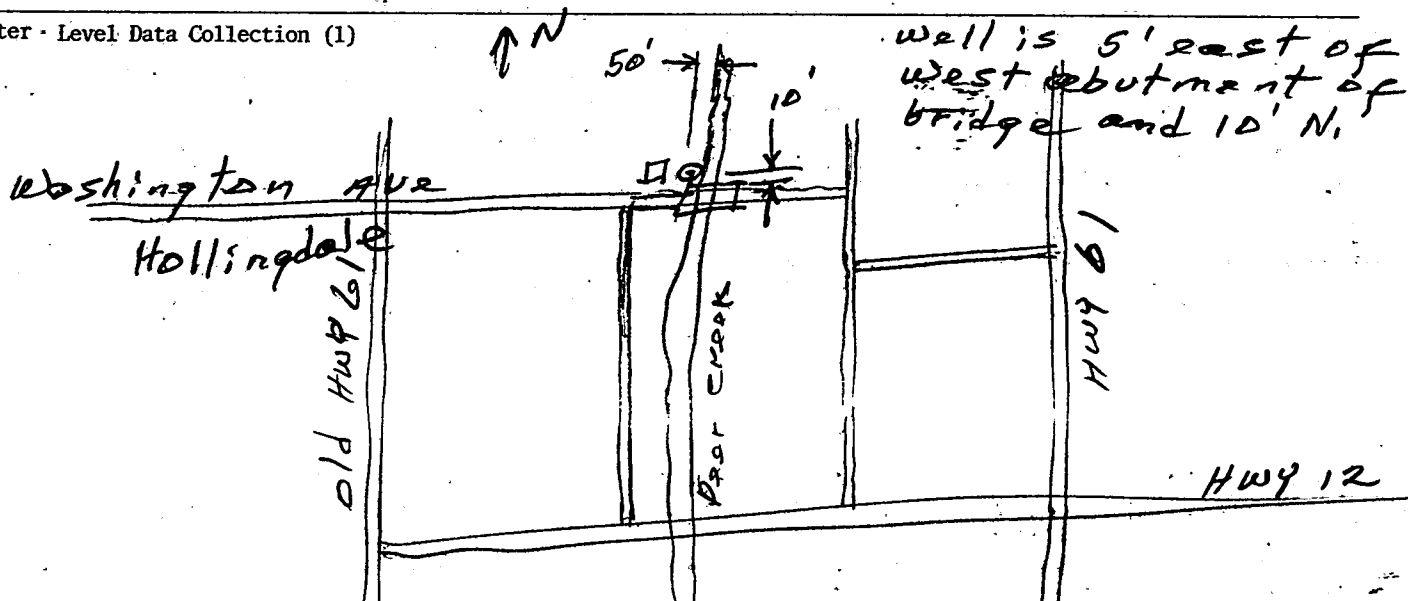 ter - Level Data Collection (1)
N
50'
10'
well is 5' east of
west abutment of
bridge and 10' N.
Washington Ave
Hollingdale
old Hwy 61
Deer Creek
Hwy 61
Hwy 12